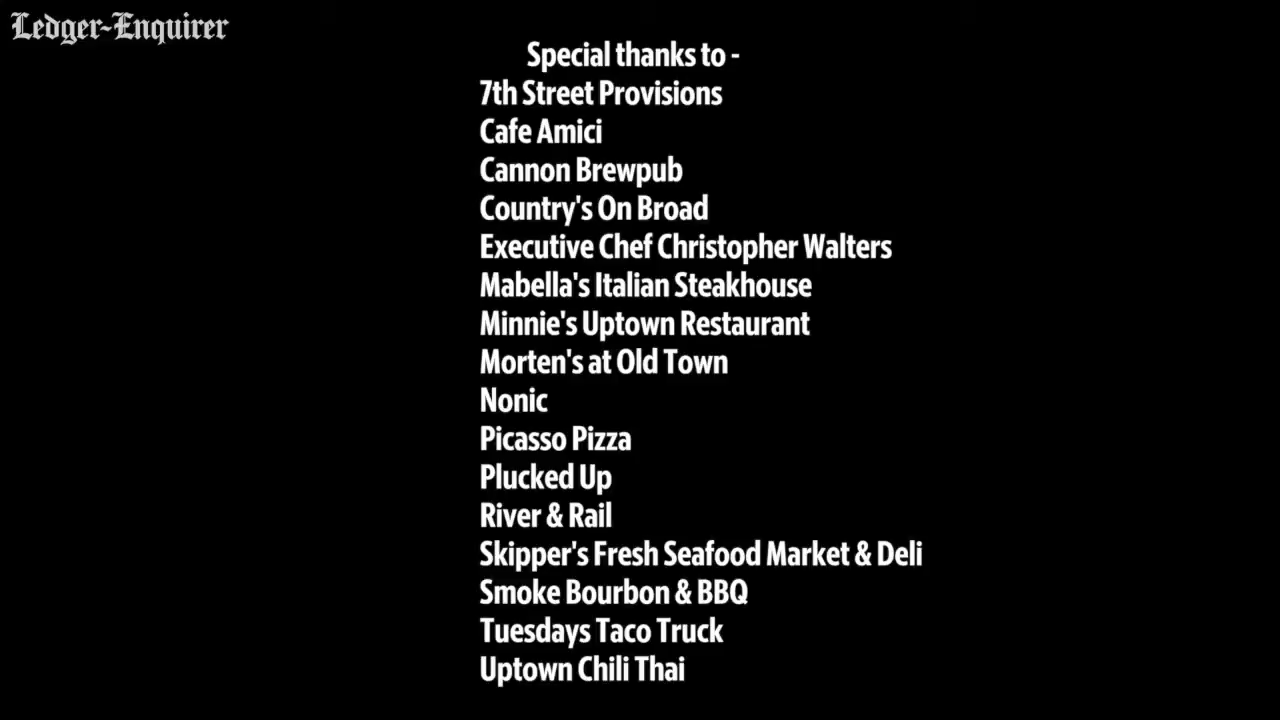 Ledger-Enquirer
Special thanks to -
7th Street Provisions
Cafe Amici
Cannon Brewpub
Country's On Broad
Executive Chef Christopher Walters
Mabella's Italian Steakhouse
Minnie's Uptown Restaurant
Morten's at Old Town
Nonic
Picasso Pizza
Plucked Up
River & Rail
Skipper's Fresh Seafood Market & Deli
Smoke Bourbon & BBQ
Tuesdays Taco Truck
Uptown Chili Thai